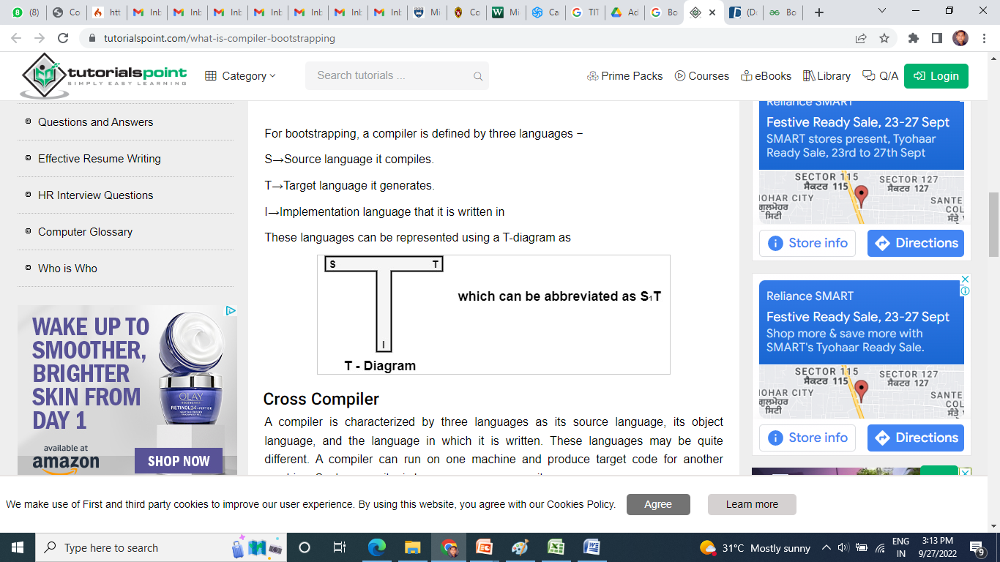 (8)
Co
htt
Inb
Inb
Inb
Inb
Inb
Inb
Inb
Mi
Co
Mi
Ca
TIT
Ad
Bo
(De
Bo
tutorialspoint.com/what-is-compiler-bootstrapping
tutorialspoint
SIMPLY EASY LEARNING
Category
Search tutorials ...
Prime Packs
Courses
eBooks
Library
Q/A
Login
Questions and Answers
Effective Resume Writing
HR Interview Questions
Computer Glossary
Who is Who
WAKE UP TO
SMOOTHER,
BRIGHTER
SKIN FROM
DAY 1
OLAY
REGENERIST
RETINOL24+PEPTIDE
available at
amazon
SHOP NOW
For bootstrapping, a compiler is defined by three languages −
S→Source language it compiles.
T→Target language it generates.
I→Implementation language that it is written in
These languages can be represented using a T-diagram as
S T
I
which can be abbreviated as S₁T
T - Diagram
Cross Compiler
A compiler is characterized by three languages as its source language, its object
language, and the language in which it is written. These languages may be quite
different. A compiler can run on one machine and produce target code for another
Reliance SMART
Festive Ready Sale, 23-27 Sept
SMART stores present, Tyohaar
Ready Sale, 23rd to 27th Sept
SECTOR 115
ਸੈਕਟਰ 115
SECTOR 127
ਸੈਕਟਰ 127
OHAR CITY
ਗੁਲਮੋਹਰ
ਸਿਟੀ
SANTE
COL
Store info
Directions
Reliance SMART
Festive Ready Sale, 23-27 Sept
Shop more & save more with
SMART's Tyohaar Ready Sale.
SECTOR 115
ਸੈਕਟਰ 115
SECTOR 127
ਸੈਕਟਰ 127
OHAR CITY
ਗੁਲਮੋਹਰ
ਸਿਟੀ
SANTE
COL
Store info
Directions
We make use of First and third party cookies to improve our user experience. By using this website, you agree with our Cookies Policy.
Agree
Learn more
Type here to search
31°C Mostly sunny
ENG
IN
3:13 PM
9/27/2022
9